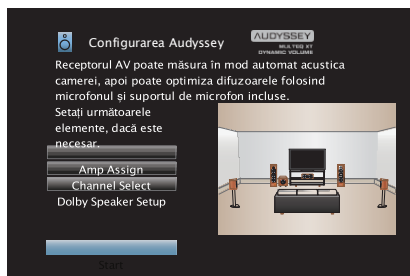 Configurarea Audyssey
AUDYSSEY
MULTEQ XT
DYNAMIC VOLUME
Receptorul AV poate măsura în mod automat acustica
camerei, apoi poate optimiza difuzoarele folosind
microfonul și suportul de microfon incluse.
Setați următoarele
elemente, dacă este
necesar.
Amp Assign
Channel Select
Dolby Speaker Setup
Start